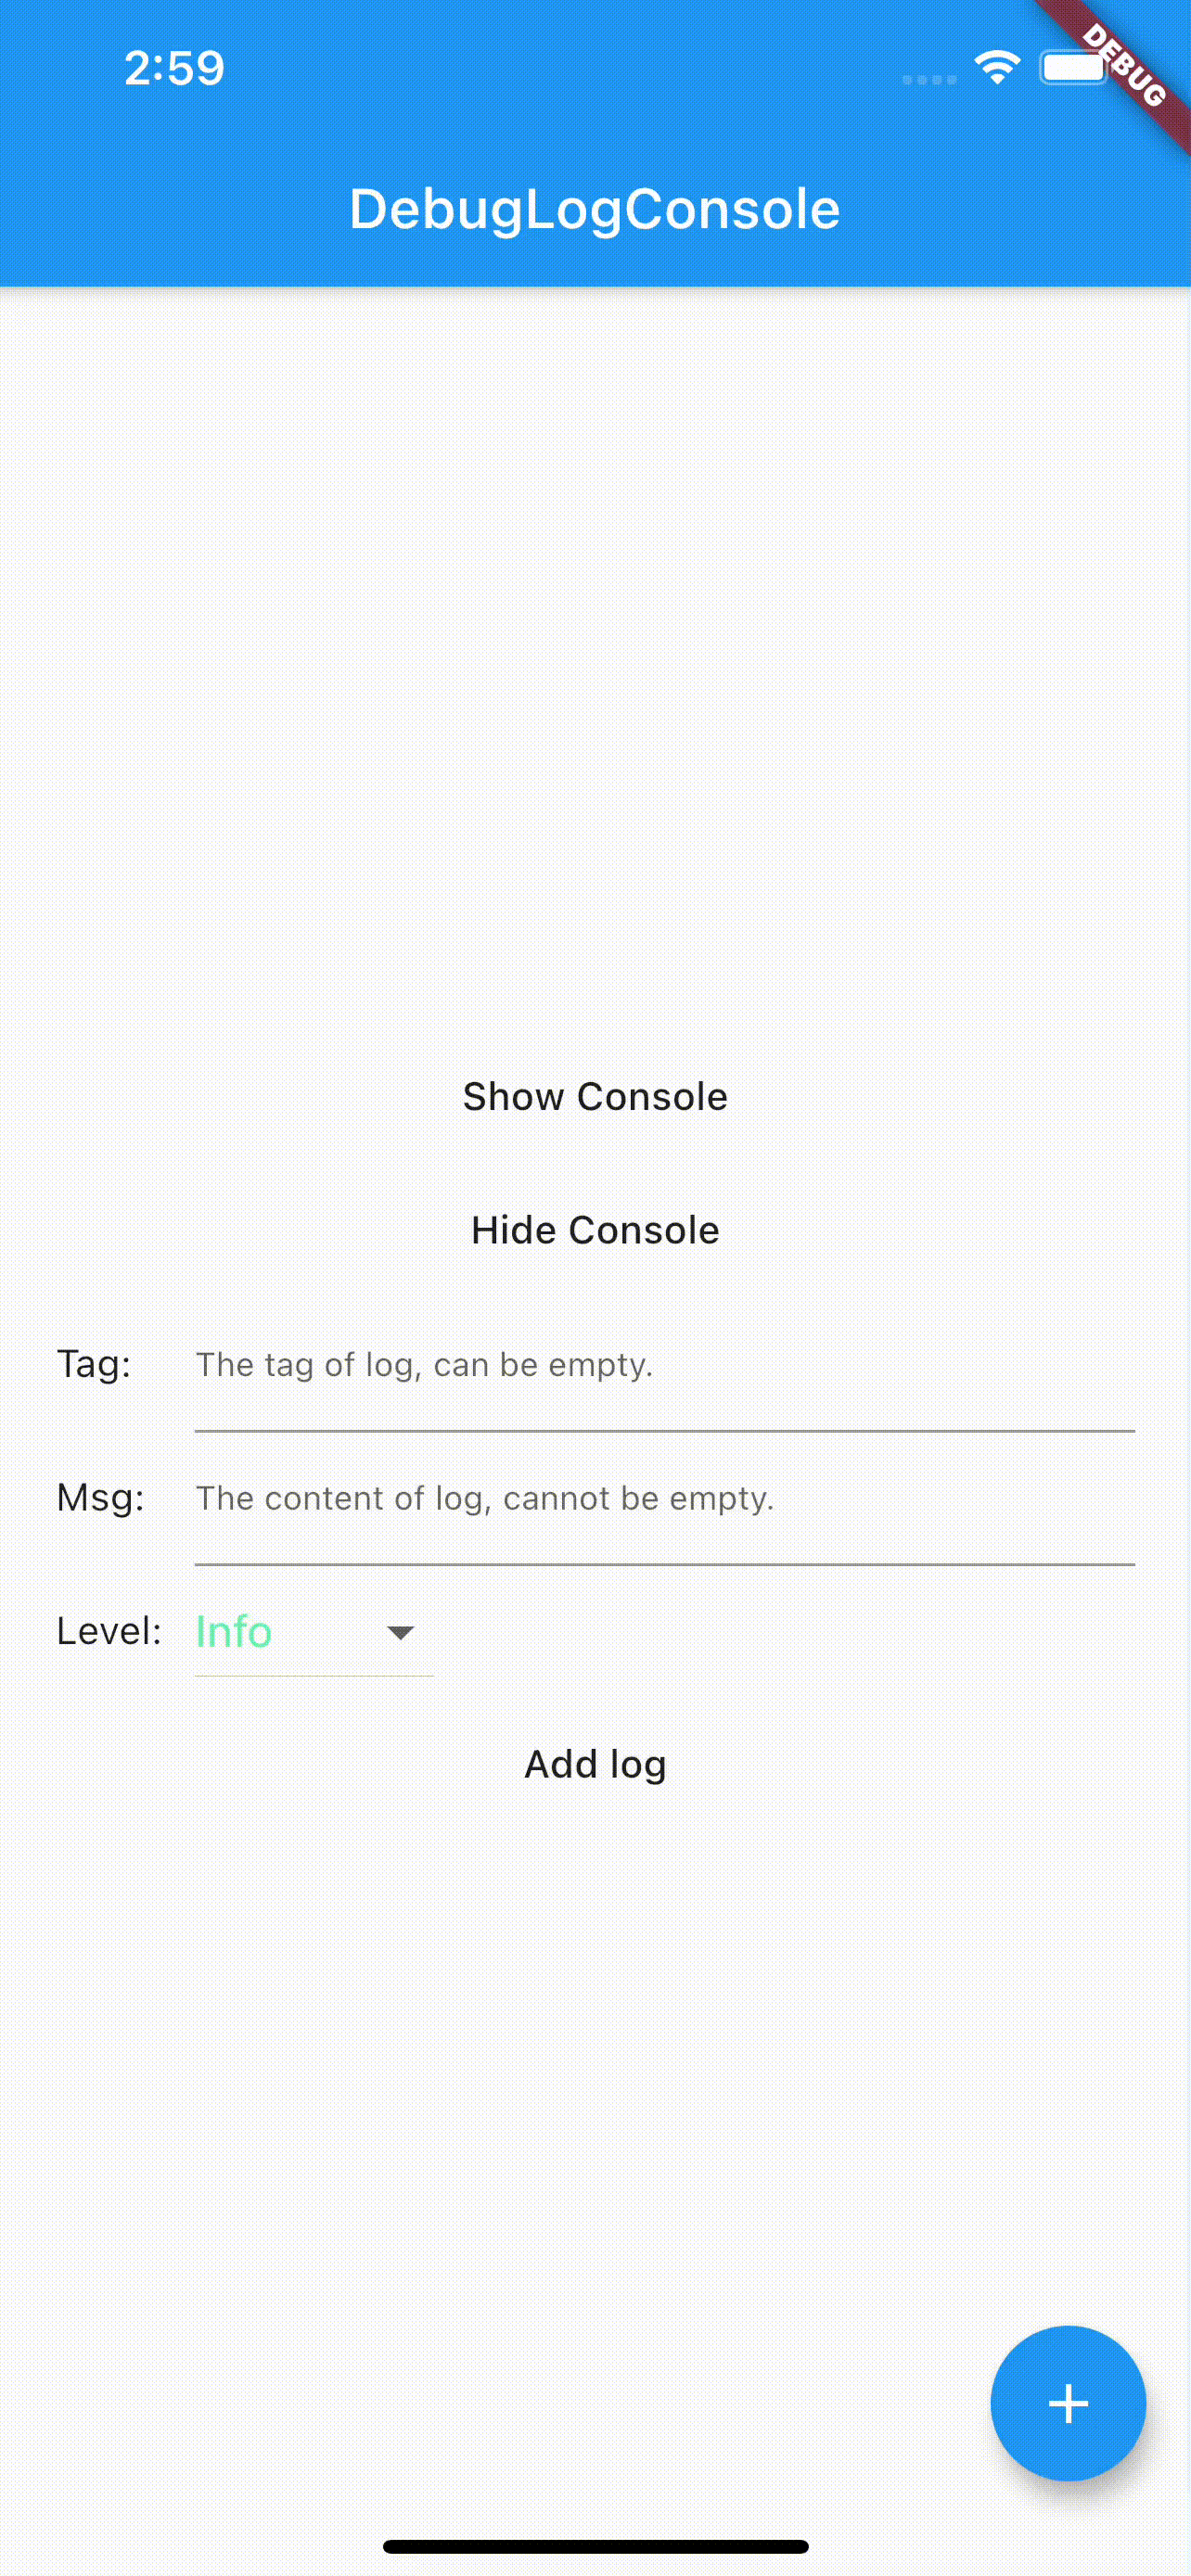 2:59
DEBUG
DebugLogConsole
Show Console
Hide Console
Tag: The tag of log, can be empty.
Msg: The content of log, cannot be empty.
Level: Info
Add log